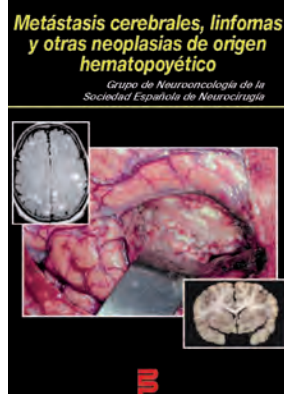 Metástasis cerebrales, linfomas
y otras neoplasias de origen
hematopoyético
Grupo de Neurooncología de la
Sociedad Española de Neurocirugía